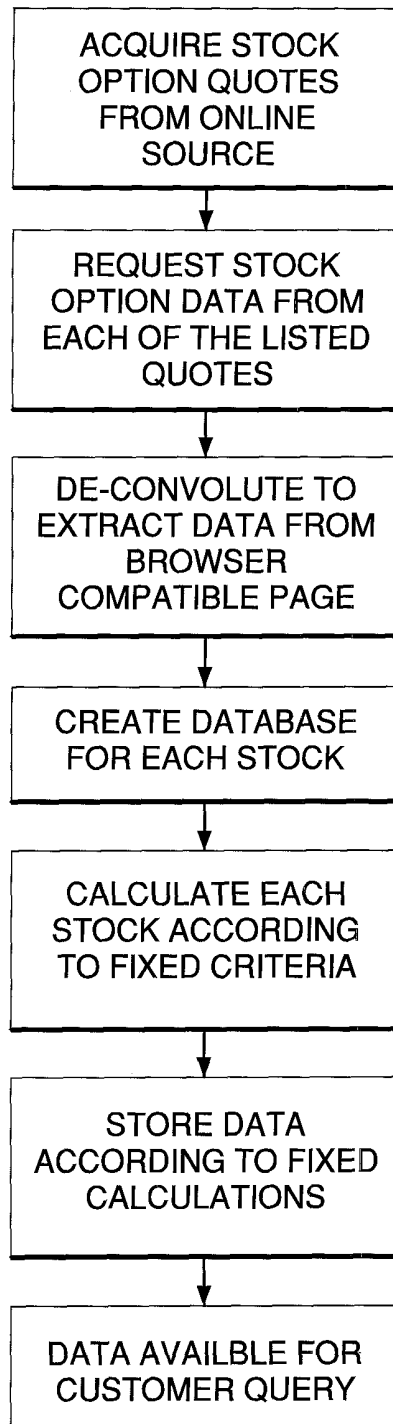 ACQUIRE STOCK
OPTION QUOTES
FROM ONLINE
SOURCE
REQUEST STOCK
OPTION DATA FROM
EACH OF THE LISTED
QUOTES
DE-CONVOLUTE TO
EXTRACT DATA FROM
BROWSER
COMPATIBLE PAGE
CREATE DATABASE
FOR EACH STOCK
CALCULATE EACH
STOCK ACCORDING
TO FIXED CRITERIA
STORE DATA
ACCORDING TO FIXED
CALCULATIONS
DATA AVAILBLE FOR
CUSTOMER QUERY